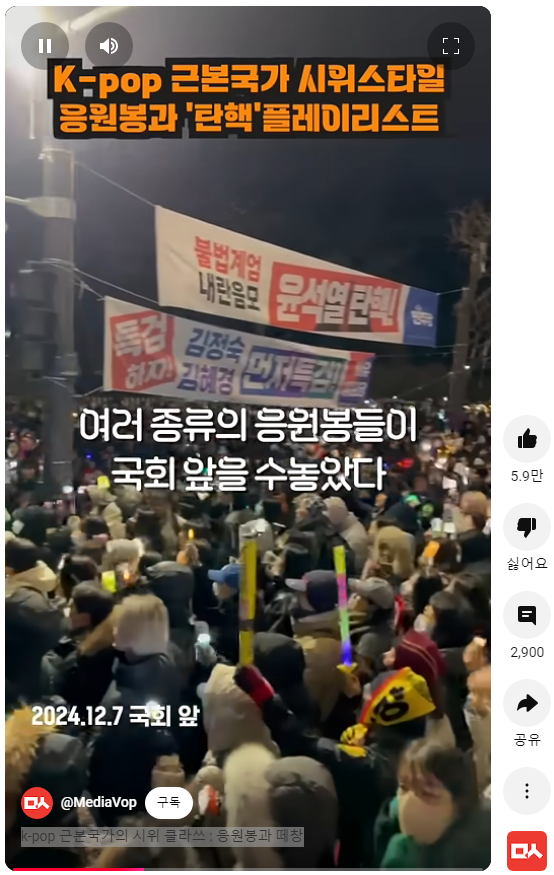 K-pop 근본국가 시위스타일
응원봉과 '탄핵'플레이리스트
불법계엄
내란음모
윤석열 탄핵!
특검
하자!
김정숙
김혜경
먼저특검!
여러 종류의 응원봉들이
국회 앞을 수놓았다
5.9만
싫어요
2,900
공유
2024.12.7 국회 앞
@MediaVop
구독
k-pop 근본국가의 시위 클라쓰 : 응원봉과 떼창